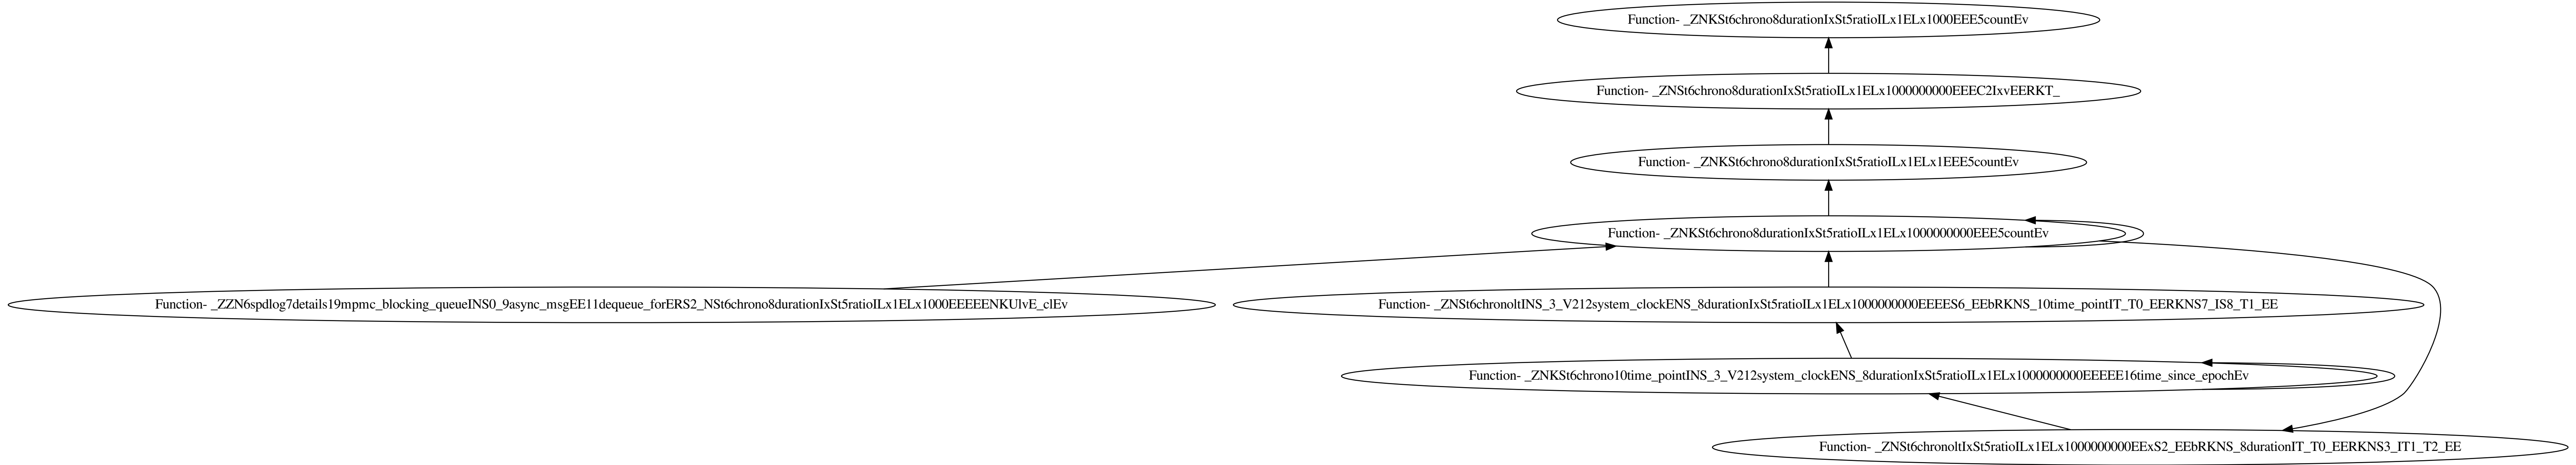 Function- _ZNKSt6chrono8durationIxSt5ratioILx1ELx1000EEE5countEv
Function- _ZNSt6chrono8durationIxSt5ratioILx1ELx1000000000EEEC2IxvEERKT_
Function- _ZNKSt6chrono8durationIxSt5ratioILx1ELx1EEE5countEv
Function- _ZNKSt6chrono8durationIxSt5ratioILx1ELx1000000000EEE5countEv
Function- _ZZN6spdlog7details19mpmc_blocking_queueINS0_9async_msgEE11dequeue_forERS2_NSt6chrono8durationIxSt5ratioILx1ELx1000EEEEENKUlvE_clEv
Function- _ZNSt6chronoltINS_3_V212system_clockENS_8durationIxSt5ratioILx1ELx1000000000EEEES6_EEbRKNS_10time_pointIT_T0_EERKNS7_IS8_T1_EE
Function- _ZNKSt6chrono10time_pointINS_3_V212system_clockENS_8durationIxSt5ratioILx1ELx1000000000EEEEE16time_since_epochEv
Function- _ZNSt6chronoltIxSt5ratioILx1ELx1000000000EExS2_EEbRKNS_8durationIT_T0_EERKNS3_IT1_T2_EE